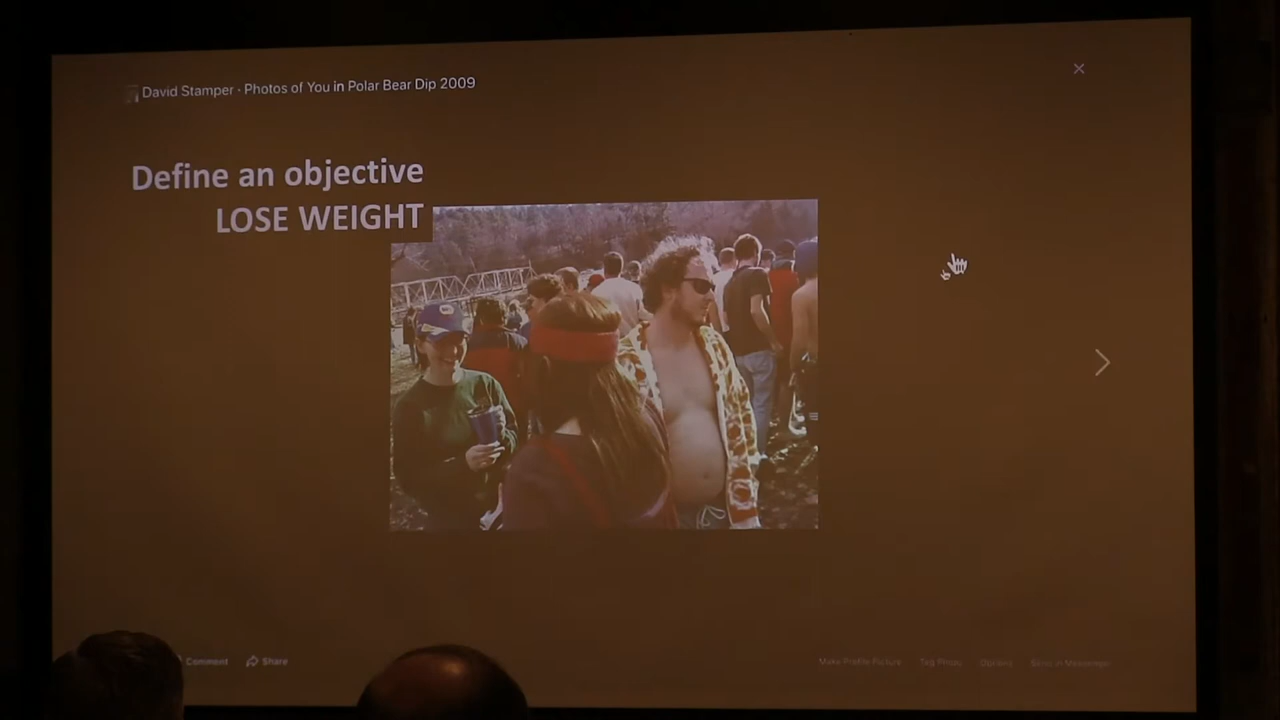 David Stamper · Photos of You in Polar Bear Dip 2009
Define an objective
LOSE WEIGHT
Comment
Share
Make Profile Picture
Tag Photo
Options
Send in Messenger